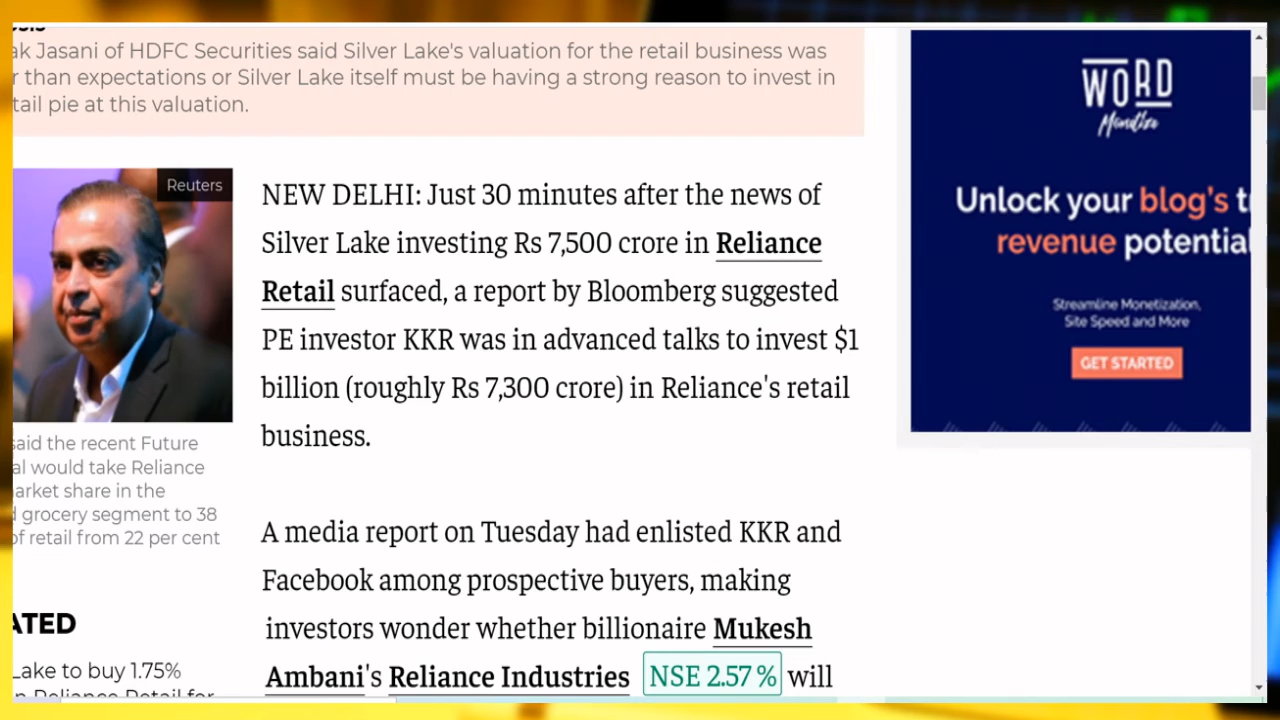 ak Jasani of HDFC Securities said Silver Lake's valuation for the retail business was
r than expectations or Silver Lake itself must be having a strong reason to invest in
tail pie at this valuation.
Reuters
said the recent Future
al would take Reliance
arket share in the
d grocery segment to 38
of retail from 22 per cent
ATED
Lake to buy 1.75%
n Reliance Retail for
NEW DELHI: Just 30 minutes after the news of
Silver Lake investing Rs 7,500 crore in Reliance
Retail surfaced, a report by Bloomberg suggested
PE investor KKR was in advanced talks to invest $1
billion (roughly Rs 7,300 crore) in Reliance's retail
business.
A media report on Tuesday had enlisted KKR and
Facebook among prospective buyers, making
investors wonder whether billionaire Mukesh
Ambani's Reliance Industries NSE 2.57 % will
WORD
Monetize
Unlock your blog's t
revenue potential
Streamline Monetization,
Site Speed and More
GET STARTED